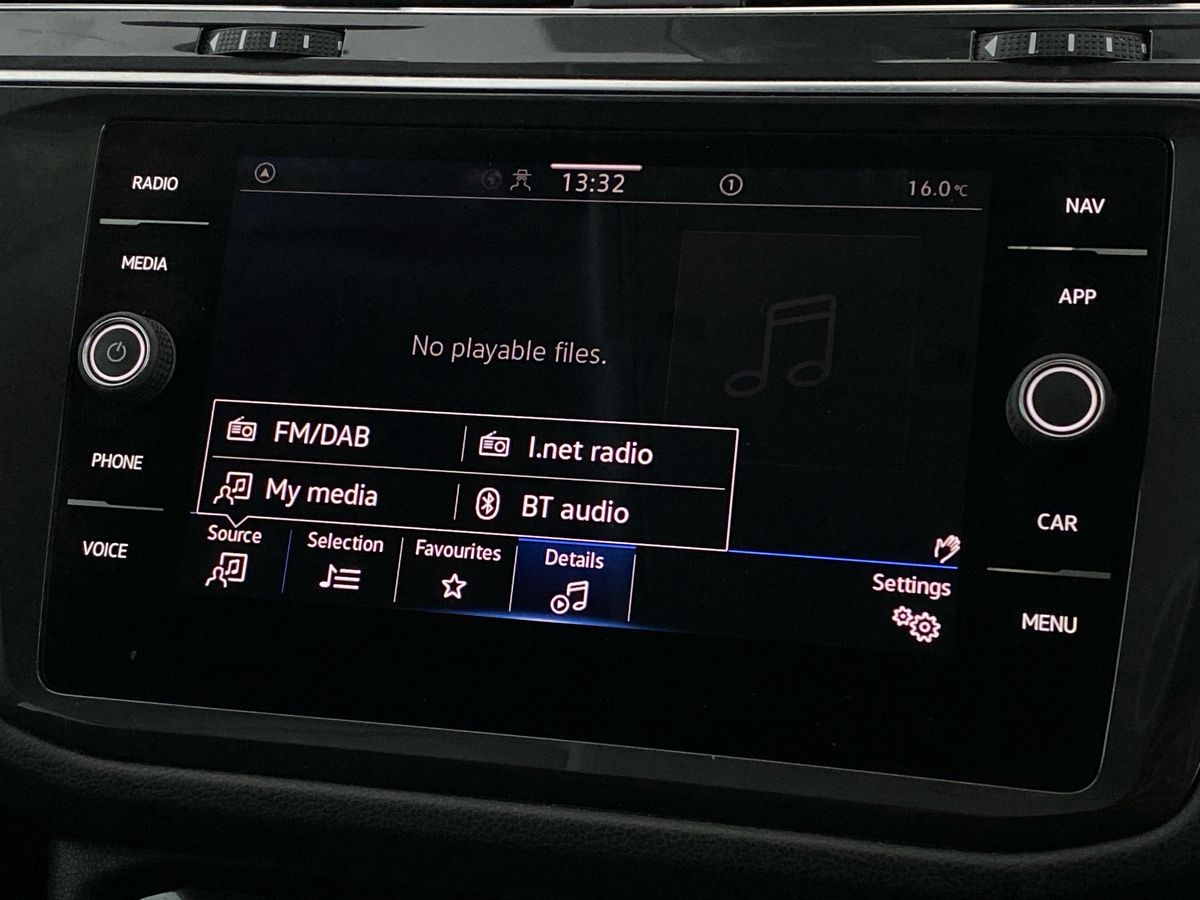 RADIO
MEDIA
PHONE
VOICE
13:32
1
16.0°C
No playable files.
FM/DAB
I.net radio
My media
BT audio
Source
Selection
Favourites
Details
Settings
NAV
APP
CAR
MENU